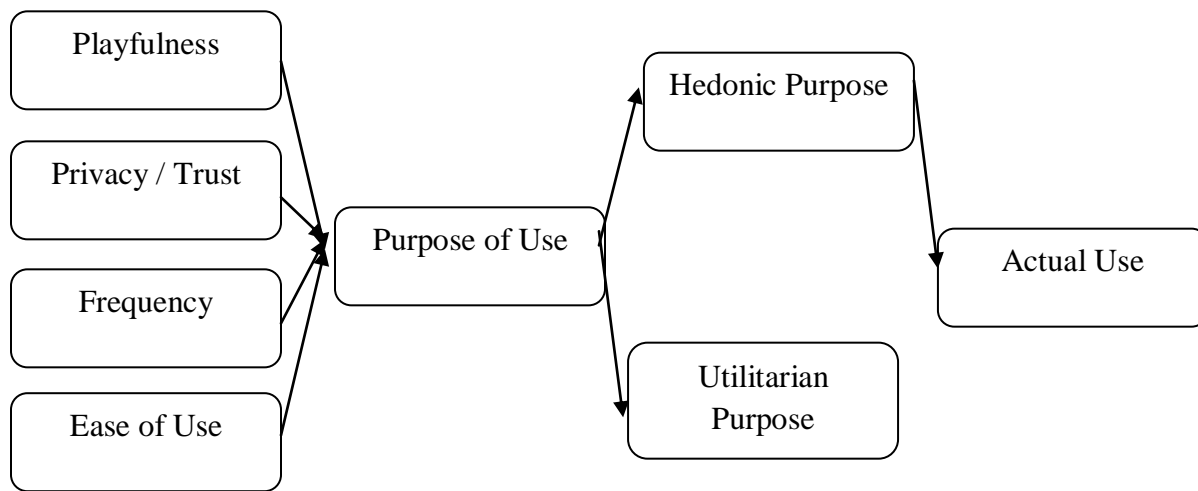 Playfulness
Privacy / Trust
Frequency
Ease of Use
Purpose of Use
Hedonic Purpose
Utilitarian
Purpose
Actual Use